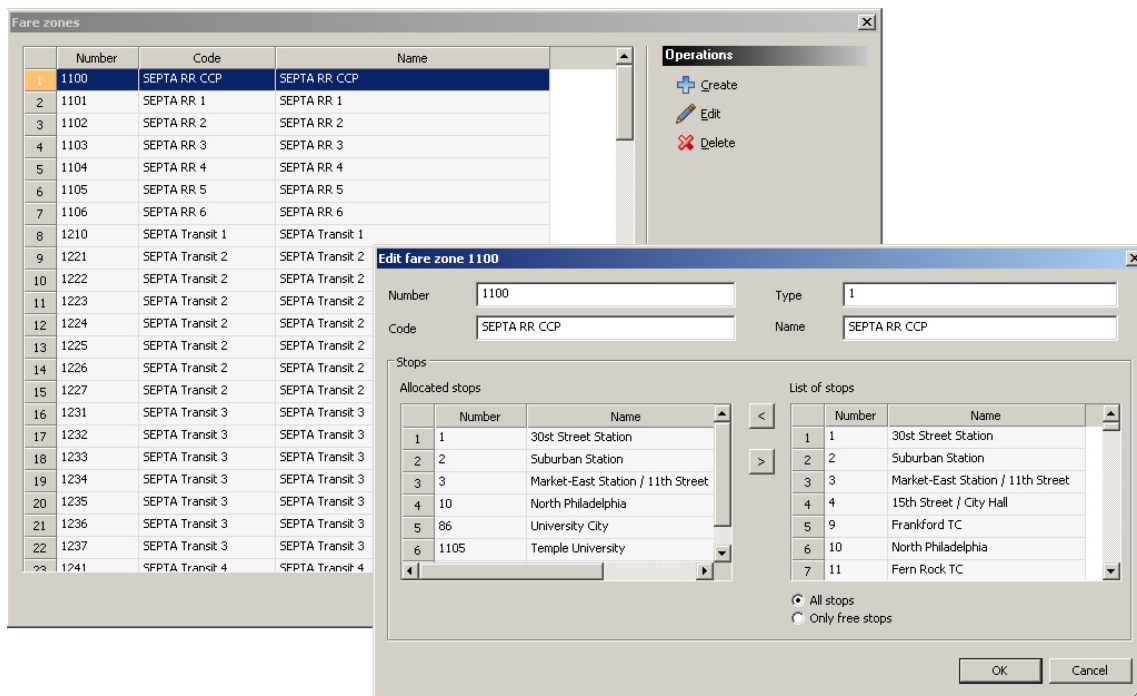 Fare zones
Number Code Name
1 1100 SEPTA RR CCP SEPTA RR CCP
2 1101 SEPTA RR 1 SEPTA RR 1
3 1102 SEPTA RR 2 SEPTA RR 2
4 1103 SEPTA RR 3 SEPTA RR 3
5 1104 SEPTA RR 4 SEPTA RR 4
6 1105 SEPTA RR 5 SEPTA RR 5
7 1106 SEPTA RR 6 SEPTA RR 6
8 1210 SEPTA Transit 1 SEPTA Transit 1
9 1221 SEPTA Transit 2 SEPTA Transit 2
10 1222 SEPTA Transit 2 SEPTA Transit 2
11 1223 SEPTA Transit 2 SEPTA Transit 2
12 1224 SEPTA Transit 2 SEPTA Transit 2
13 1225 SEPTA Transit 2 SEPTA Transit 2
14 1226 SEPTA Transit 2 SEPTA Transit 2
15 1227 SEPTA Transit 2 SEPTA Transit 2
16 1231 SEPTA Transit 3 SEPTA Transit 3
17 1232 SEPTA Transit 3 SEPTA Transit 3
18 1233 SEPTA Transit 3 SEPTA Transit 3
19 1234 SEPTA Transit 3 SEPTA Transit 3
20 1235 SEPTA Transit 3 SEPTA Transit 3
21 1236 SEPTA Transit 3 SEPTA Transit 3
22 1237 SEPTA Transit 3 SEPTA Transit 3
23 1241 SEPTA Transit 4 SEPTA Transit 4
Operations
Create
Edit
Delete
Edit fare zone 1100
Number 1100 Type 1
Code SEPTA RR CCP Name SEPTA RR CCP
Stops
Allocated stops
Number Name
1 1 30st Street Station
2 2 Suburban Station
3 3 Market-East Station / 11th Street
4 10 North Philadelphia
5 86 University City
6 1105 Temple University
<
>
List of stops
Number Name
1 1 30st Street Station
2 2 Suburban Station
3 3 Market-East Station / 11th Street
4 4 15th Street / City Hall
5 9 Frankford TC
6 10 North Philadelphia
7 11 Fern Rock TC
All stops
Only free stops
OK Cancel